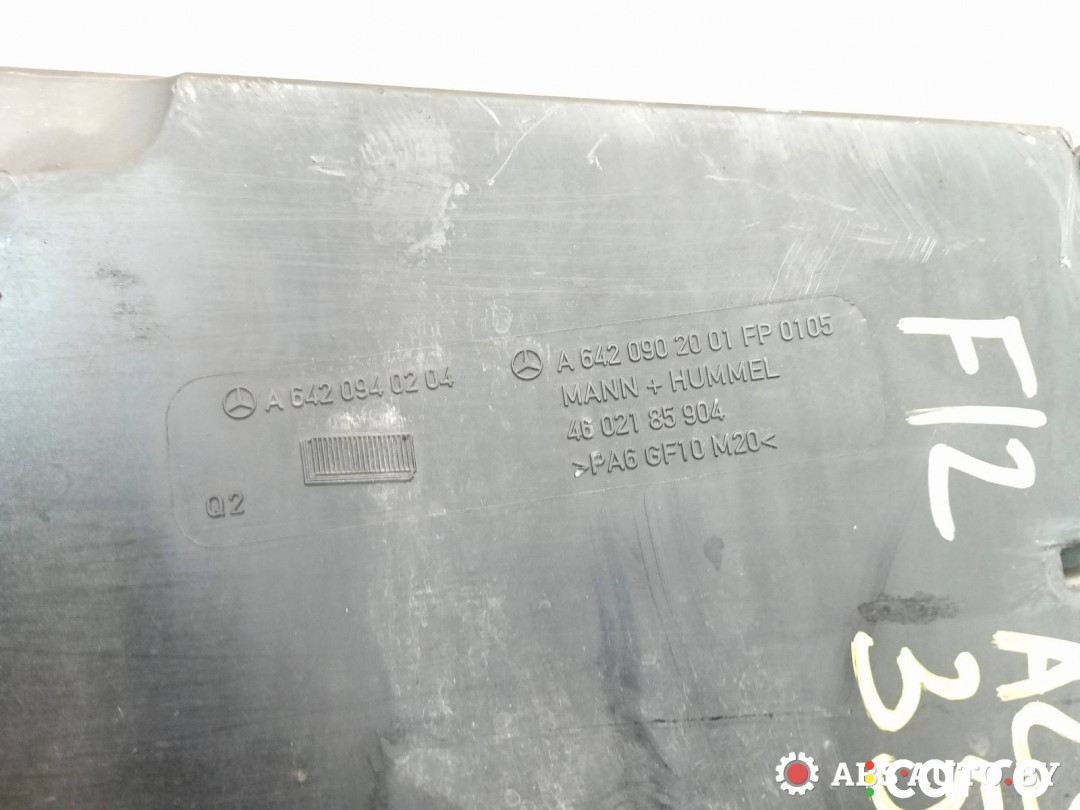 A 642 094 02 04
Q2
A 642 090 20 01 FP 0105
MANN + HUMMEL
46 021 85 904
>PA6 GF10 M20<
F12